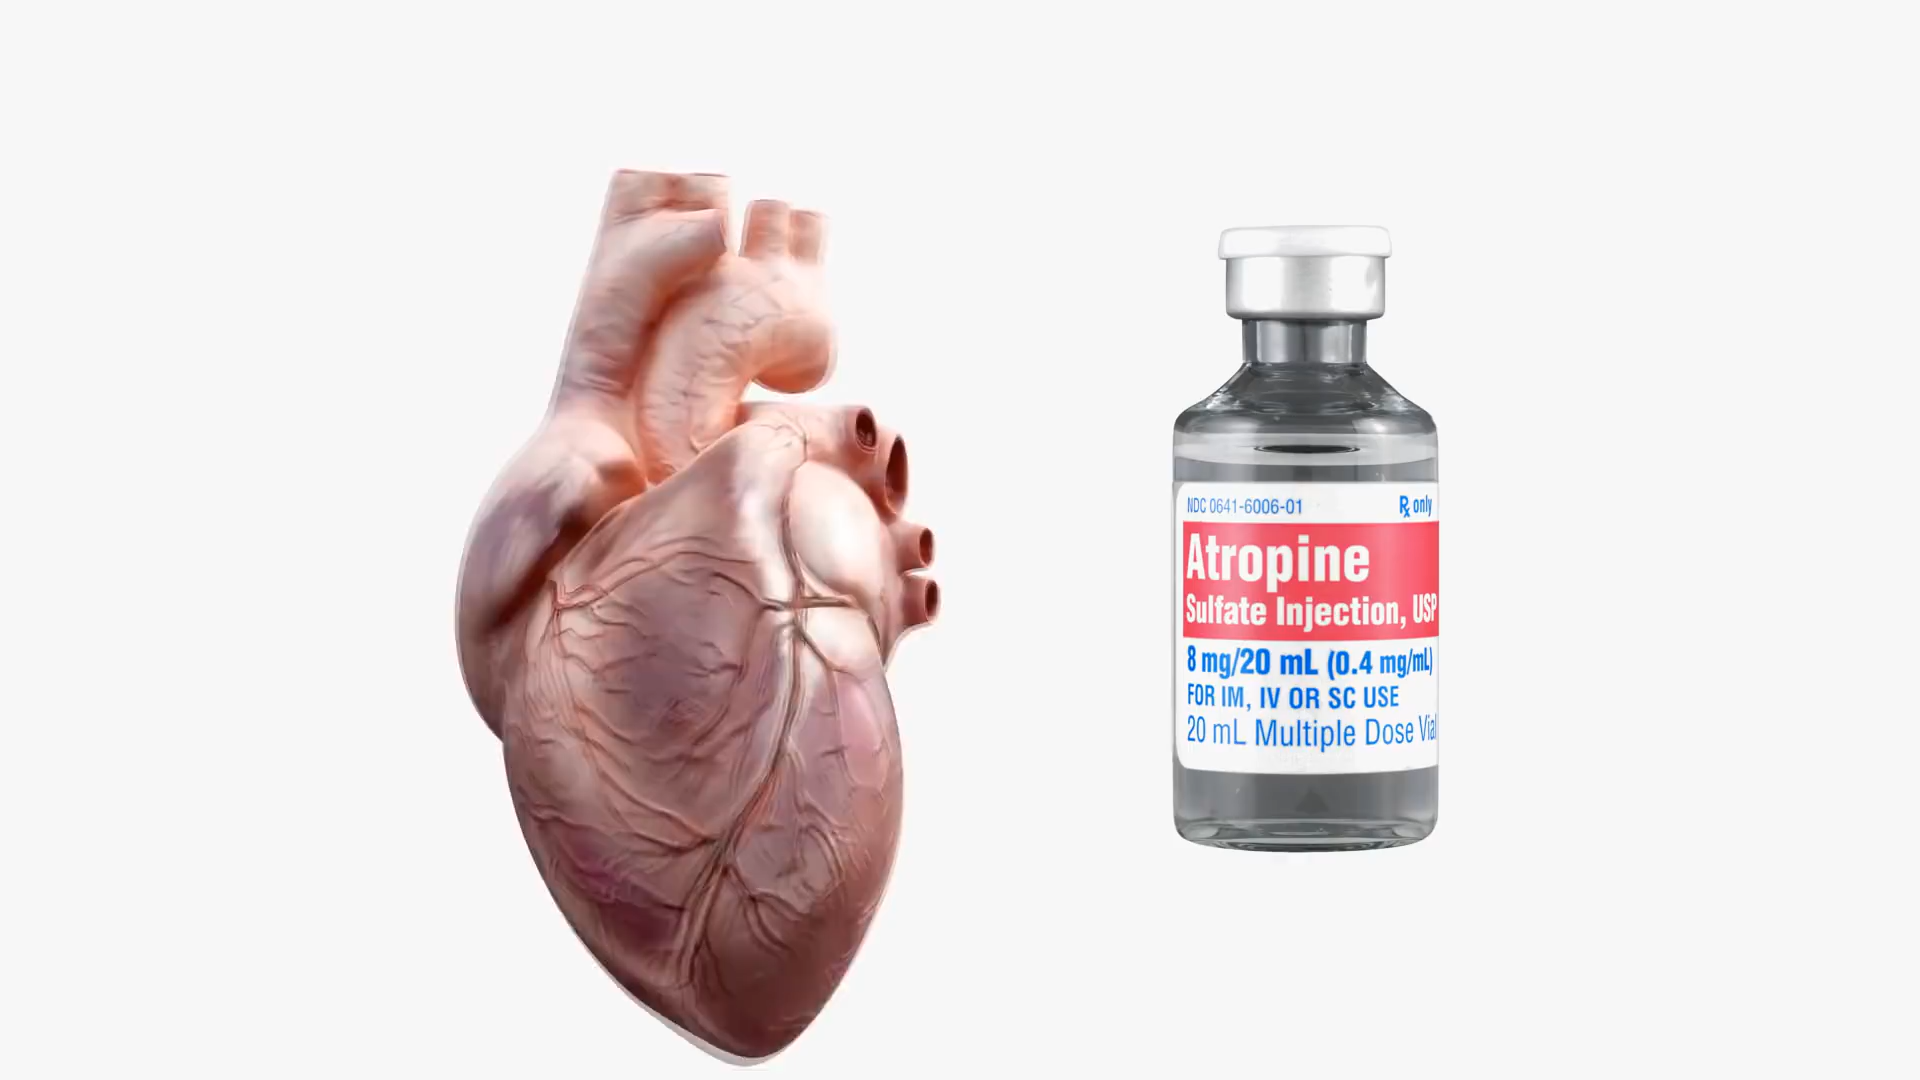 NDC 0641-6006-01 ℞ only
Atropine
Sulfate Injection, USP
8 mg/20 mL (0.4 mg/mL)
FOR IM, IV OR SC USE
20 mL Multiple Dose Vial